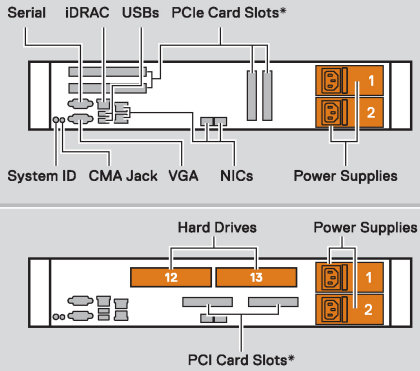 Serial iDRAC USBs PCIe Card Slots*
1
2
System ID CMA Jack VGA NICs Power Supplies
Hard Drives Power Supplies
12 13 1
2
PCI Card Slots*